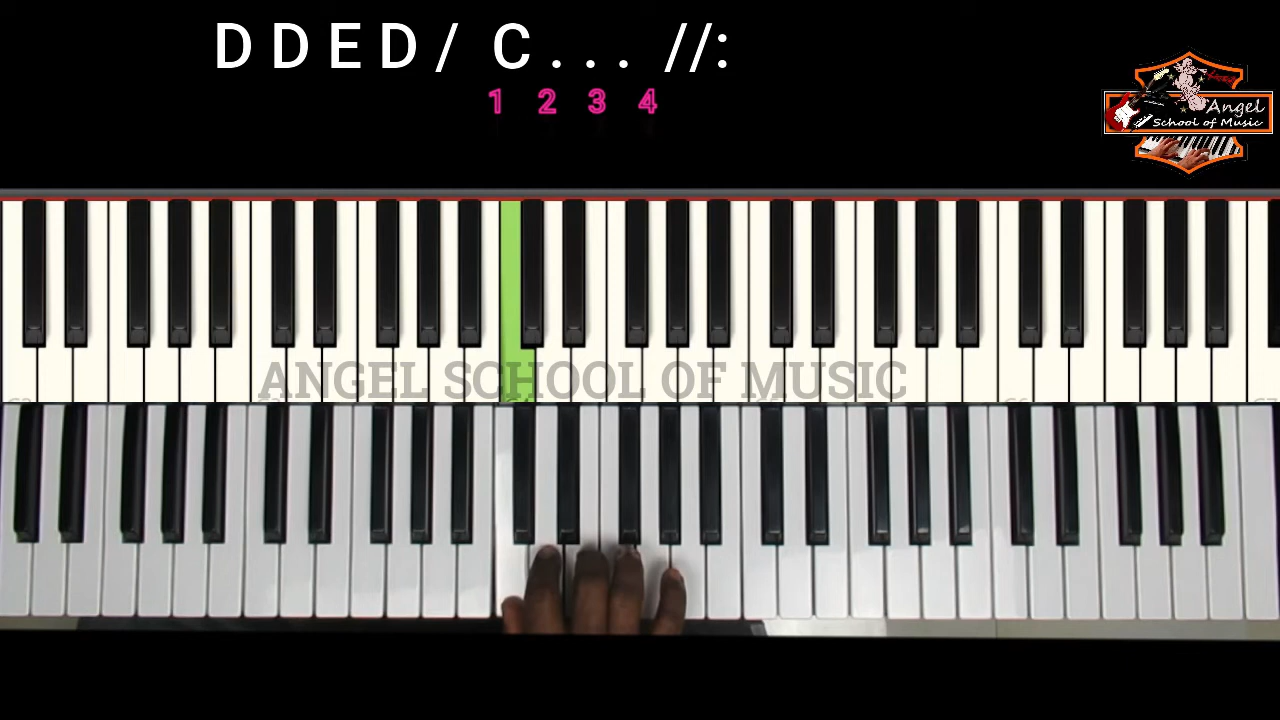 D D E D / C . . . //:
1 2 3 4
Angel
School of Music
ANGEL SCHOOL OF MUSIC